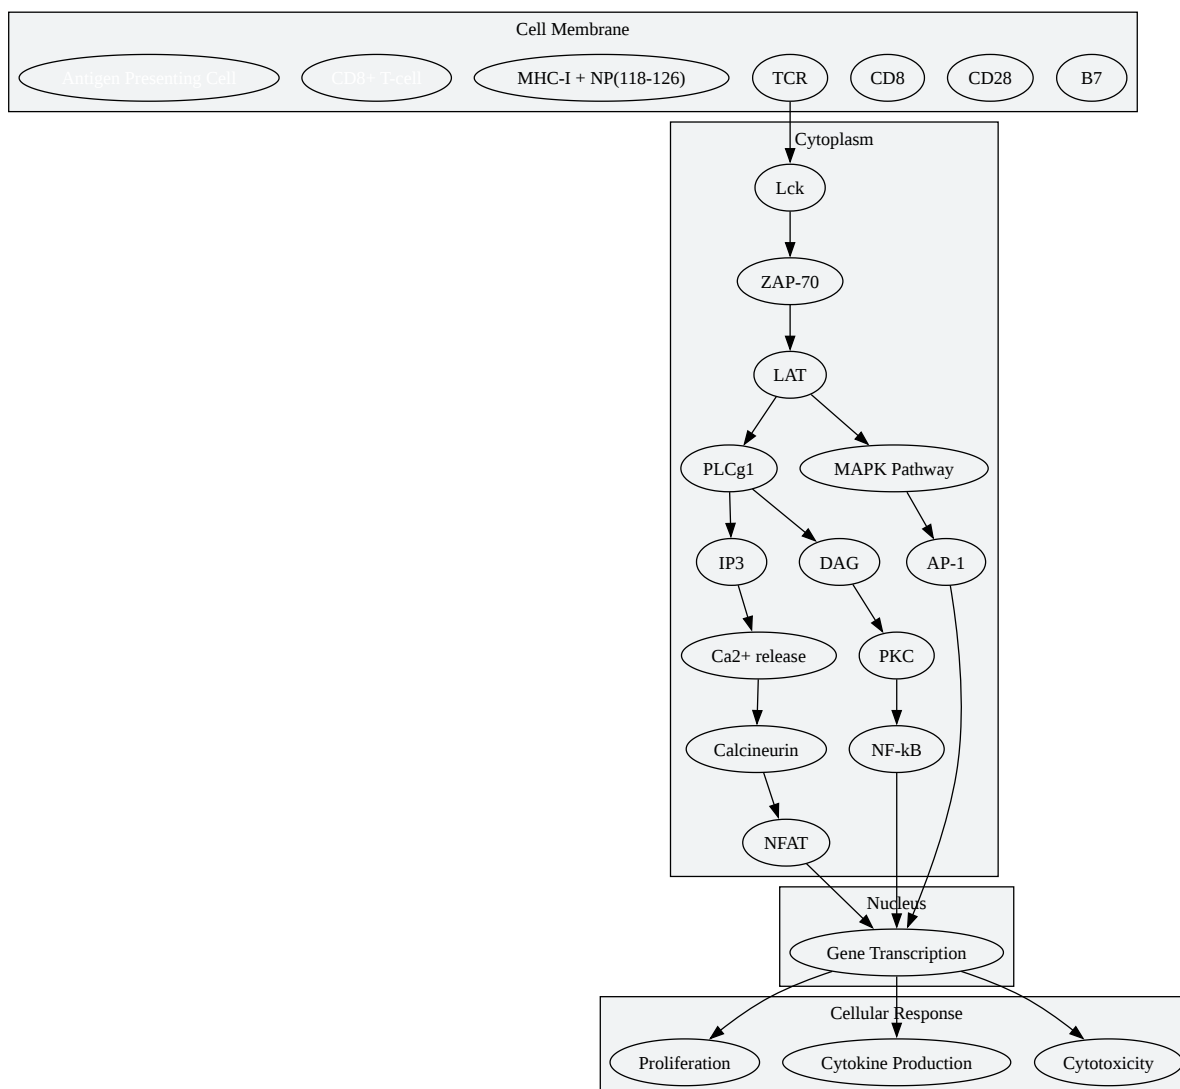 Cell Membrane
Antigen Presenting Cell
CD8+ T-cell
MHC-I + NP(118-126)
TCR
CD8
CD28
B7
Cytoplasm
Lck
ZAP-70
LAT
PLCg1
MAPK Pathway
IP3
DAG
AP-1
Ca2+ release
PKC
Calcineurin
NF-kB
NFAT
Nucleus
Gene Transcription
Cellular Response
Proliferation
Cytokine Production
Cytotoxicity